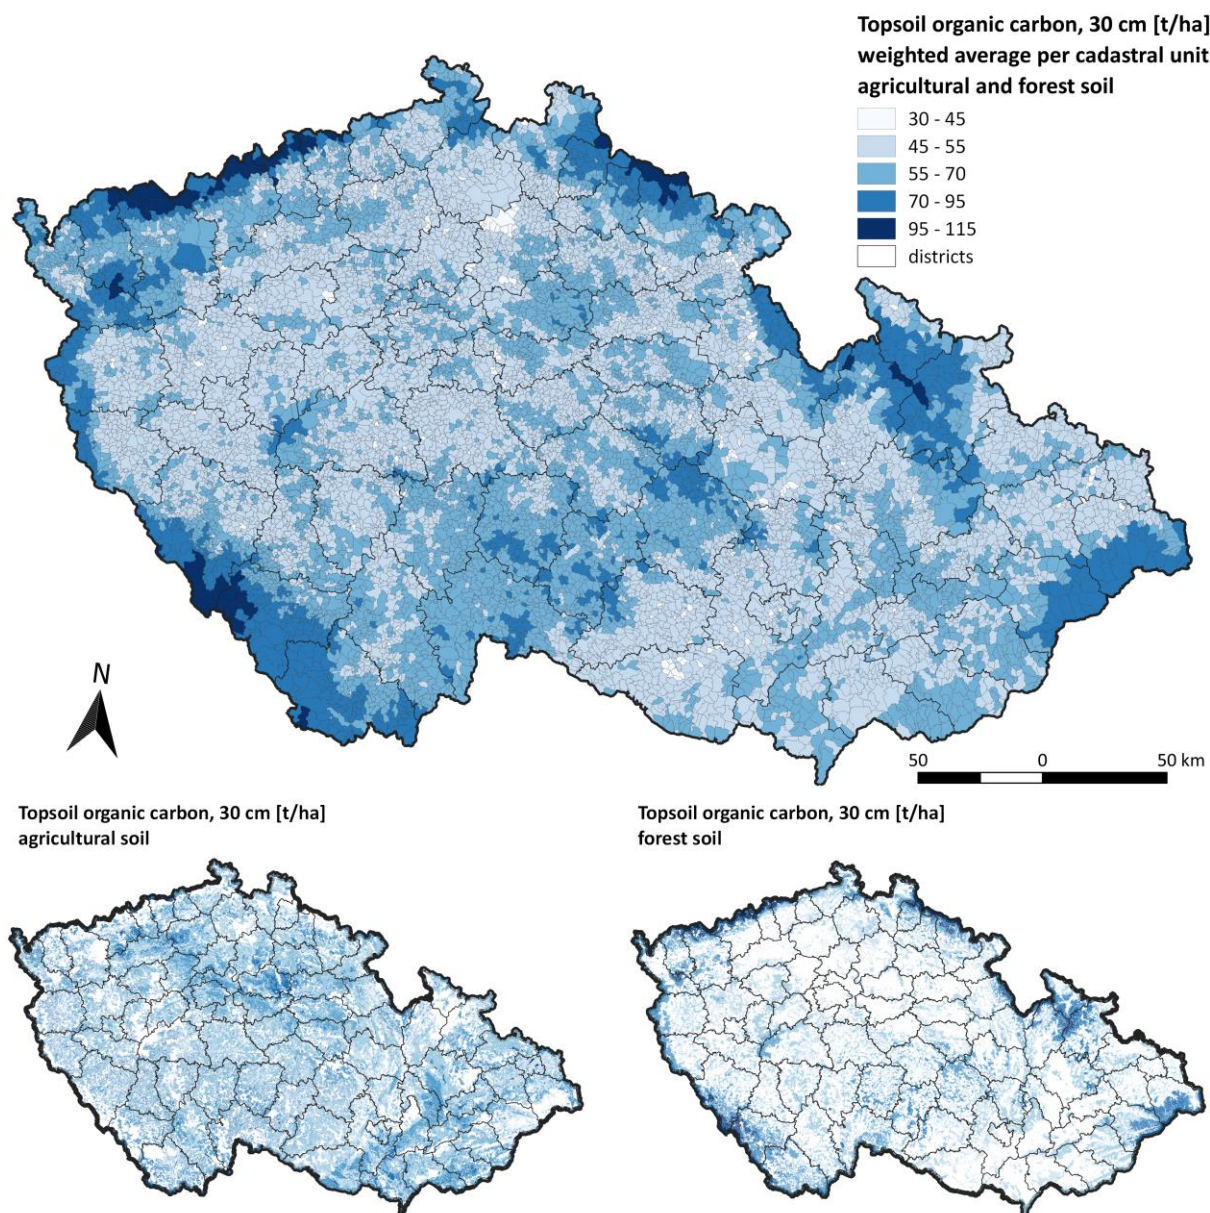 Topsoil organic carbon, 30 cm [t/ha]
weighted average per cadastral unit
agricultural and forest soil
30 - 45
45 - 55
55 - 70
70 - 95
95 - 115
districts
N
50 0 50 km
Topsoil organic carbon, 30 cm [t/ha]
agricultural soil
Topsoil organic carbon, 30 cm [t/ha]
forest soil